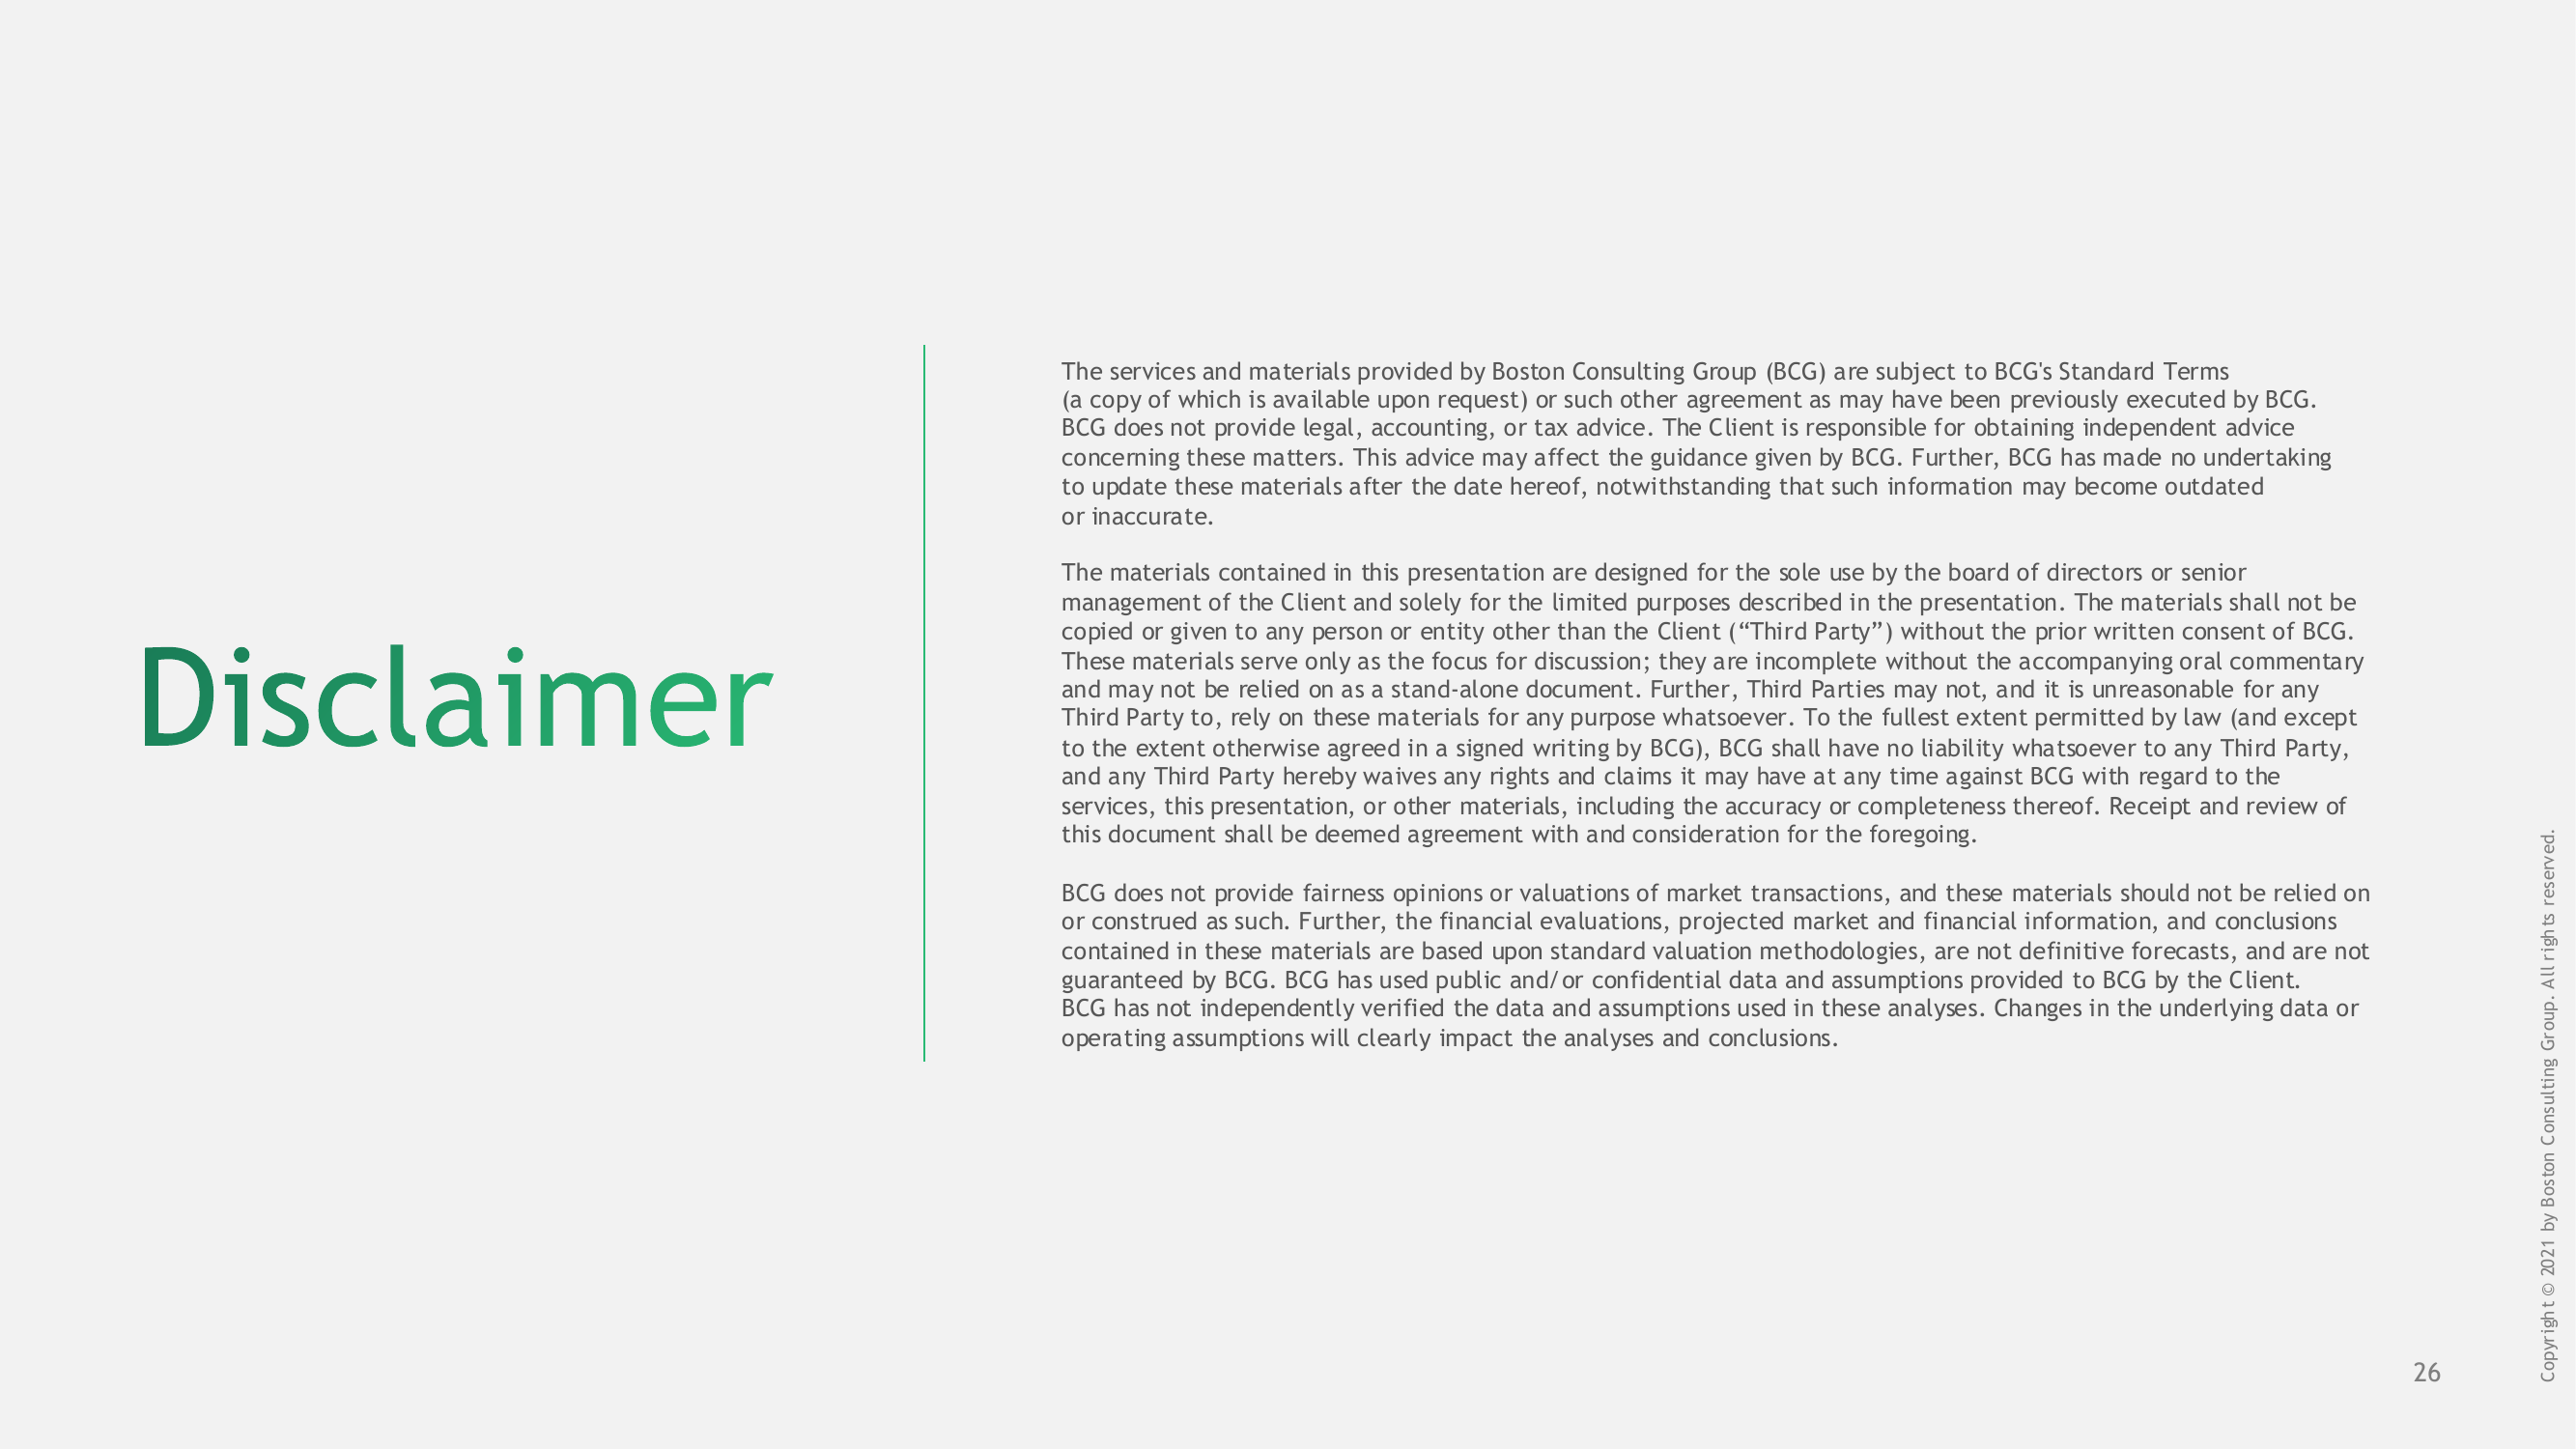 Disclaimer
The services and materials provided by Boston Consulting Group (BCG) are subject to BCG's Standard Terms
(a copy of which is available upon request) or such other agreement as may have been previously executed by BCG.
BCG does not provide legal, accounting, or tax advice. The Client is responsible for obtaining independent advice
concerning these matters. This advice may affect the guidance given by BCG. Further, BCG has made no undertaking
to update these materials after the date hereof, notwithstanding that such information may become outdated
or inaccurate.
The materials contained in this presentation are designed for the sole use by the board of directors or senior
management of the Client and solely for the limited purposes described in the presentation. The materials shall not be
copied or given to any person or entity other than the Client (“Third Party”) without the prior written consent of BCG.
These materials serve only as the focus for discussion; they are incomplete without the accompanying oral commentary
and may not be relied on as a stand-alone document. Further, Third Parties may not, and it is unreasonable for any
Third Party to, rely on these materials for any purpose whatsoever. To the fullest extent permitted by law (and except
to the extent otherwise agreed in a signed writing by BCG), BCG shall have no liability whatsoever to any Third Party,
and any Third Party hereby waives any rights and claims it may have at any time against BCG with regard to the
services, this presentation, or other materials, including the accuracy or completeness thereof. Receipt and review of
this document shall be deemed agreement with and consideration for the foregoing.
BCG does not provide fairness opinions or valuations of market transactions, and these materials should not be relied on
or construed as such. Further, the financial evaluations, projected market and financial information, and conclusions
contained in these materials are based upon standard valuation methodologies, are not definitive forecasts, and are not
guaranteed by BCG. BCG has used public and/or confidential data and assumptions provided to BCG by the Client.
BCG has not independently verified the data and assumptions used in these analyses. Changes in the underlying data or
operating assumptions will clearly impact the analyses and conclusions.
26
Copyright © 2021 by Boston Consulting Group. All rights reserved.